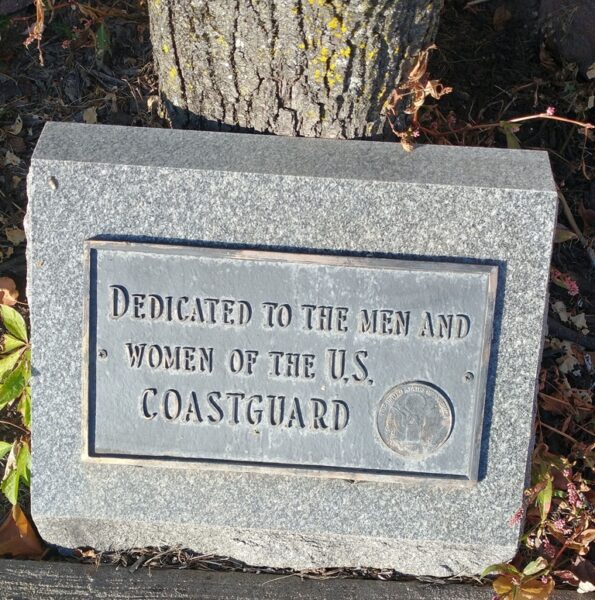 DEDICATED TO THE MEN AND
WOMEN OF THE U.S.
COASTGUARD